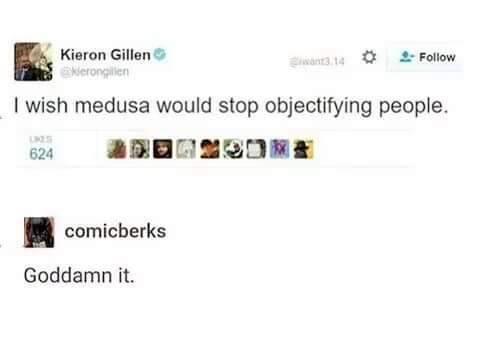 Kieron Gillen
@kierongillen
@iwant3.14
Follow
I wish medusa would stop objectifying people.
LIKES
624
comicberks
Goddamn it.